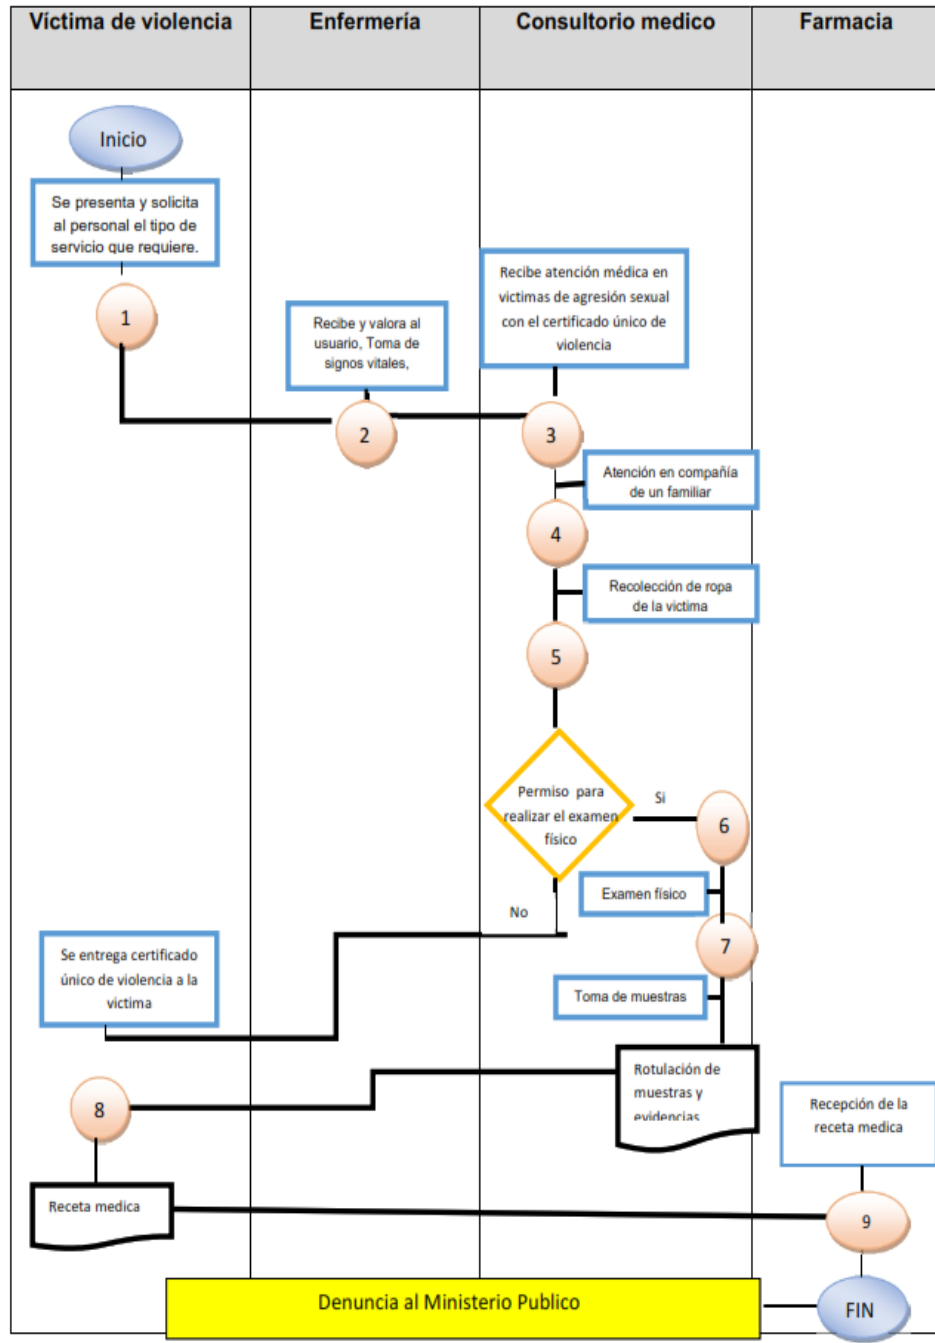 Víctima de violencia
Enfermería
Consultorio medico
Farmacia
Inicio
Se presenta y solicita
al personal el tipo de
servicio que requiere.
1
Recibe y valora al
usuario, Toma de
signos vitales,
2
Recibe atención médica en
victimas de agresión sexual
con el certificado único de
violencia
3
Atención en compañía
de un familiar
4
Recolección de ropa
de la victima
5
Permiso para
realizar el examen
físico
Si
6
Examen físico
No
7
Se entrega certificado
único de violencia a la
victima
Toma de muestras
Rotulación de
muestras y
evidencias
8
Recepción de la
receta medica
Receta medica
9
Denuncia al Ministerio Publico
FIN